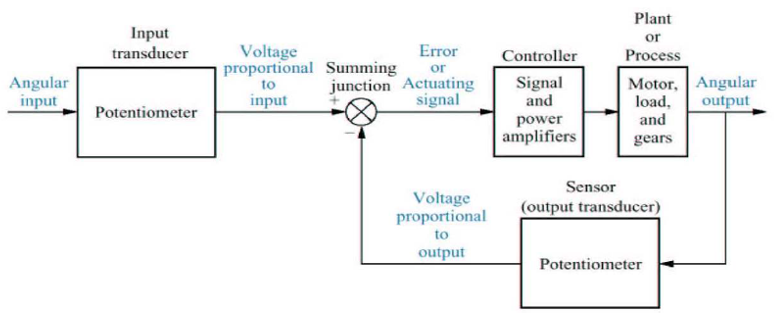 Input
transducer
Angular
input
Potentiometer
Voltage
proportional
to
input
Summing
junction
+
−
Error
or
Actuating
signal
Controller
Signal
and
power
amplifiers
Plant
or
Process
Motor,
load,
and
gears
Angular
output
Sensor
(output transducer)
Potentiometer
Voltage
proportional
to
output